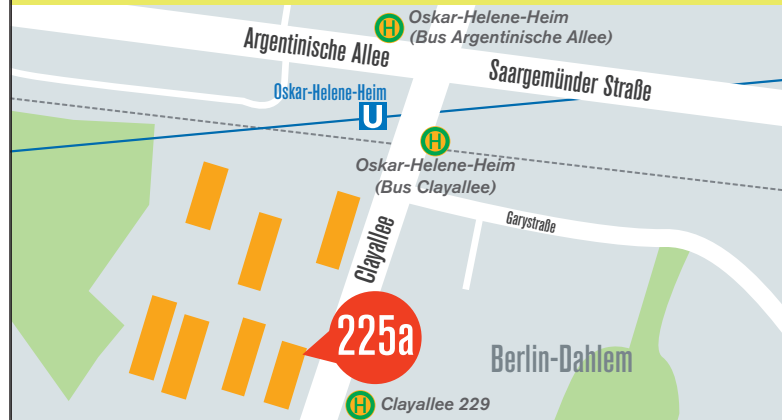 H
Oskar-Helene-Heim
(Bus Argentinische Allee)
Argentinische Allee
Saargemünder Straße
Oskar-Helene-Heim
U
H
Oskar-Helene-Heim
(Bus Clayallee)
Garystraße
Clayallee
225a
Berlin-Dahlem
H
Clayallee 229